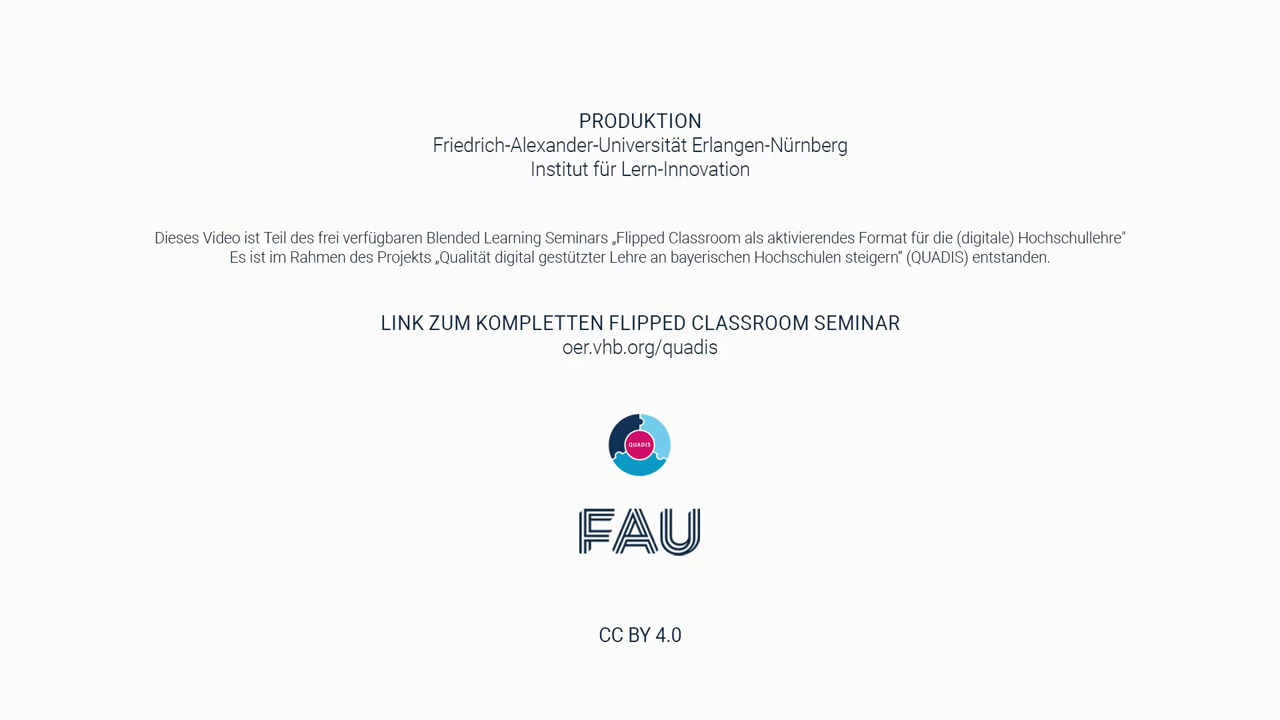 PRODUKTION
Friedrich-Alexander-Universität Erlangen-Nürnberg
Institut für Lern-Innovation
Dieses Video ist Teil des frei verfügbaren Blended Learning Seminars „Flipped Classroom als aktivierendes Format für die (digitale) Hochschullehre"
Es ist im Rahmen des Projekts „Qualität digital gestützter Lehre an bayerischen Hochschulen steigern“ (QUADIS) entstanden.
LINK ZUM KOMPLETTEN FLIPPED CLASSROOM SEMINAR
oer.vhb.org/quadis
QUADIS
FAU
CC BY 4.0